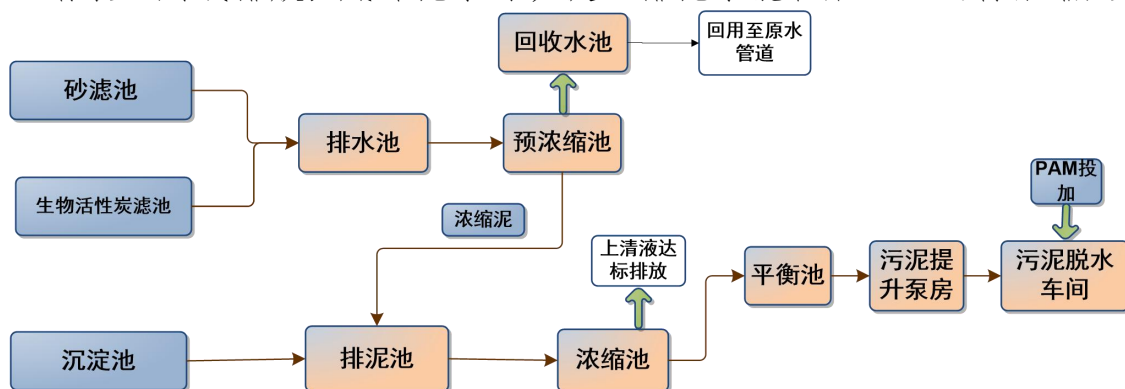 回收水池
回用至原水
管道
砂滤池
排水池
预浓缩池
生物活性炭滤池
浓缩泥
PAM投
加
上清液达
标排放
平衡池
污泥提
升泵房
污泥脱水
车间
沉淀池
排泥池
浓缩池